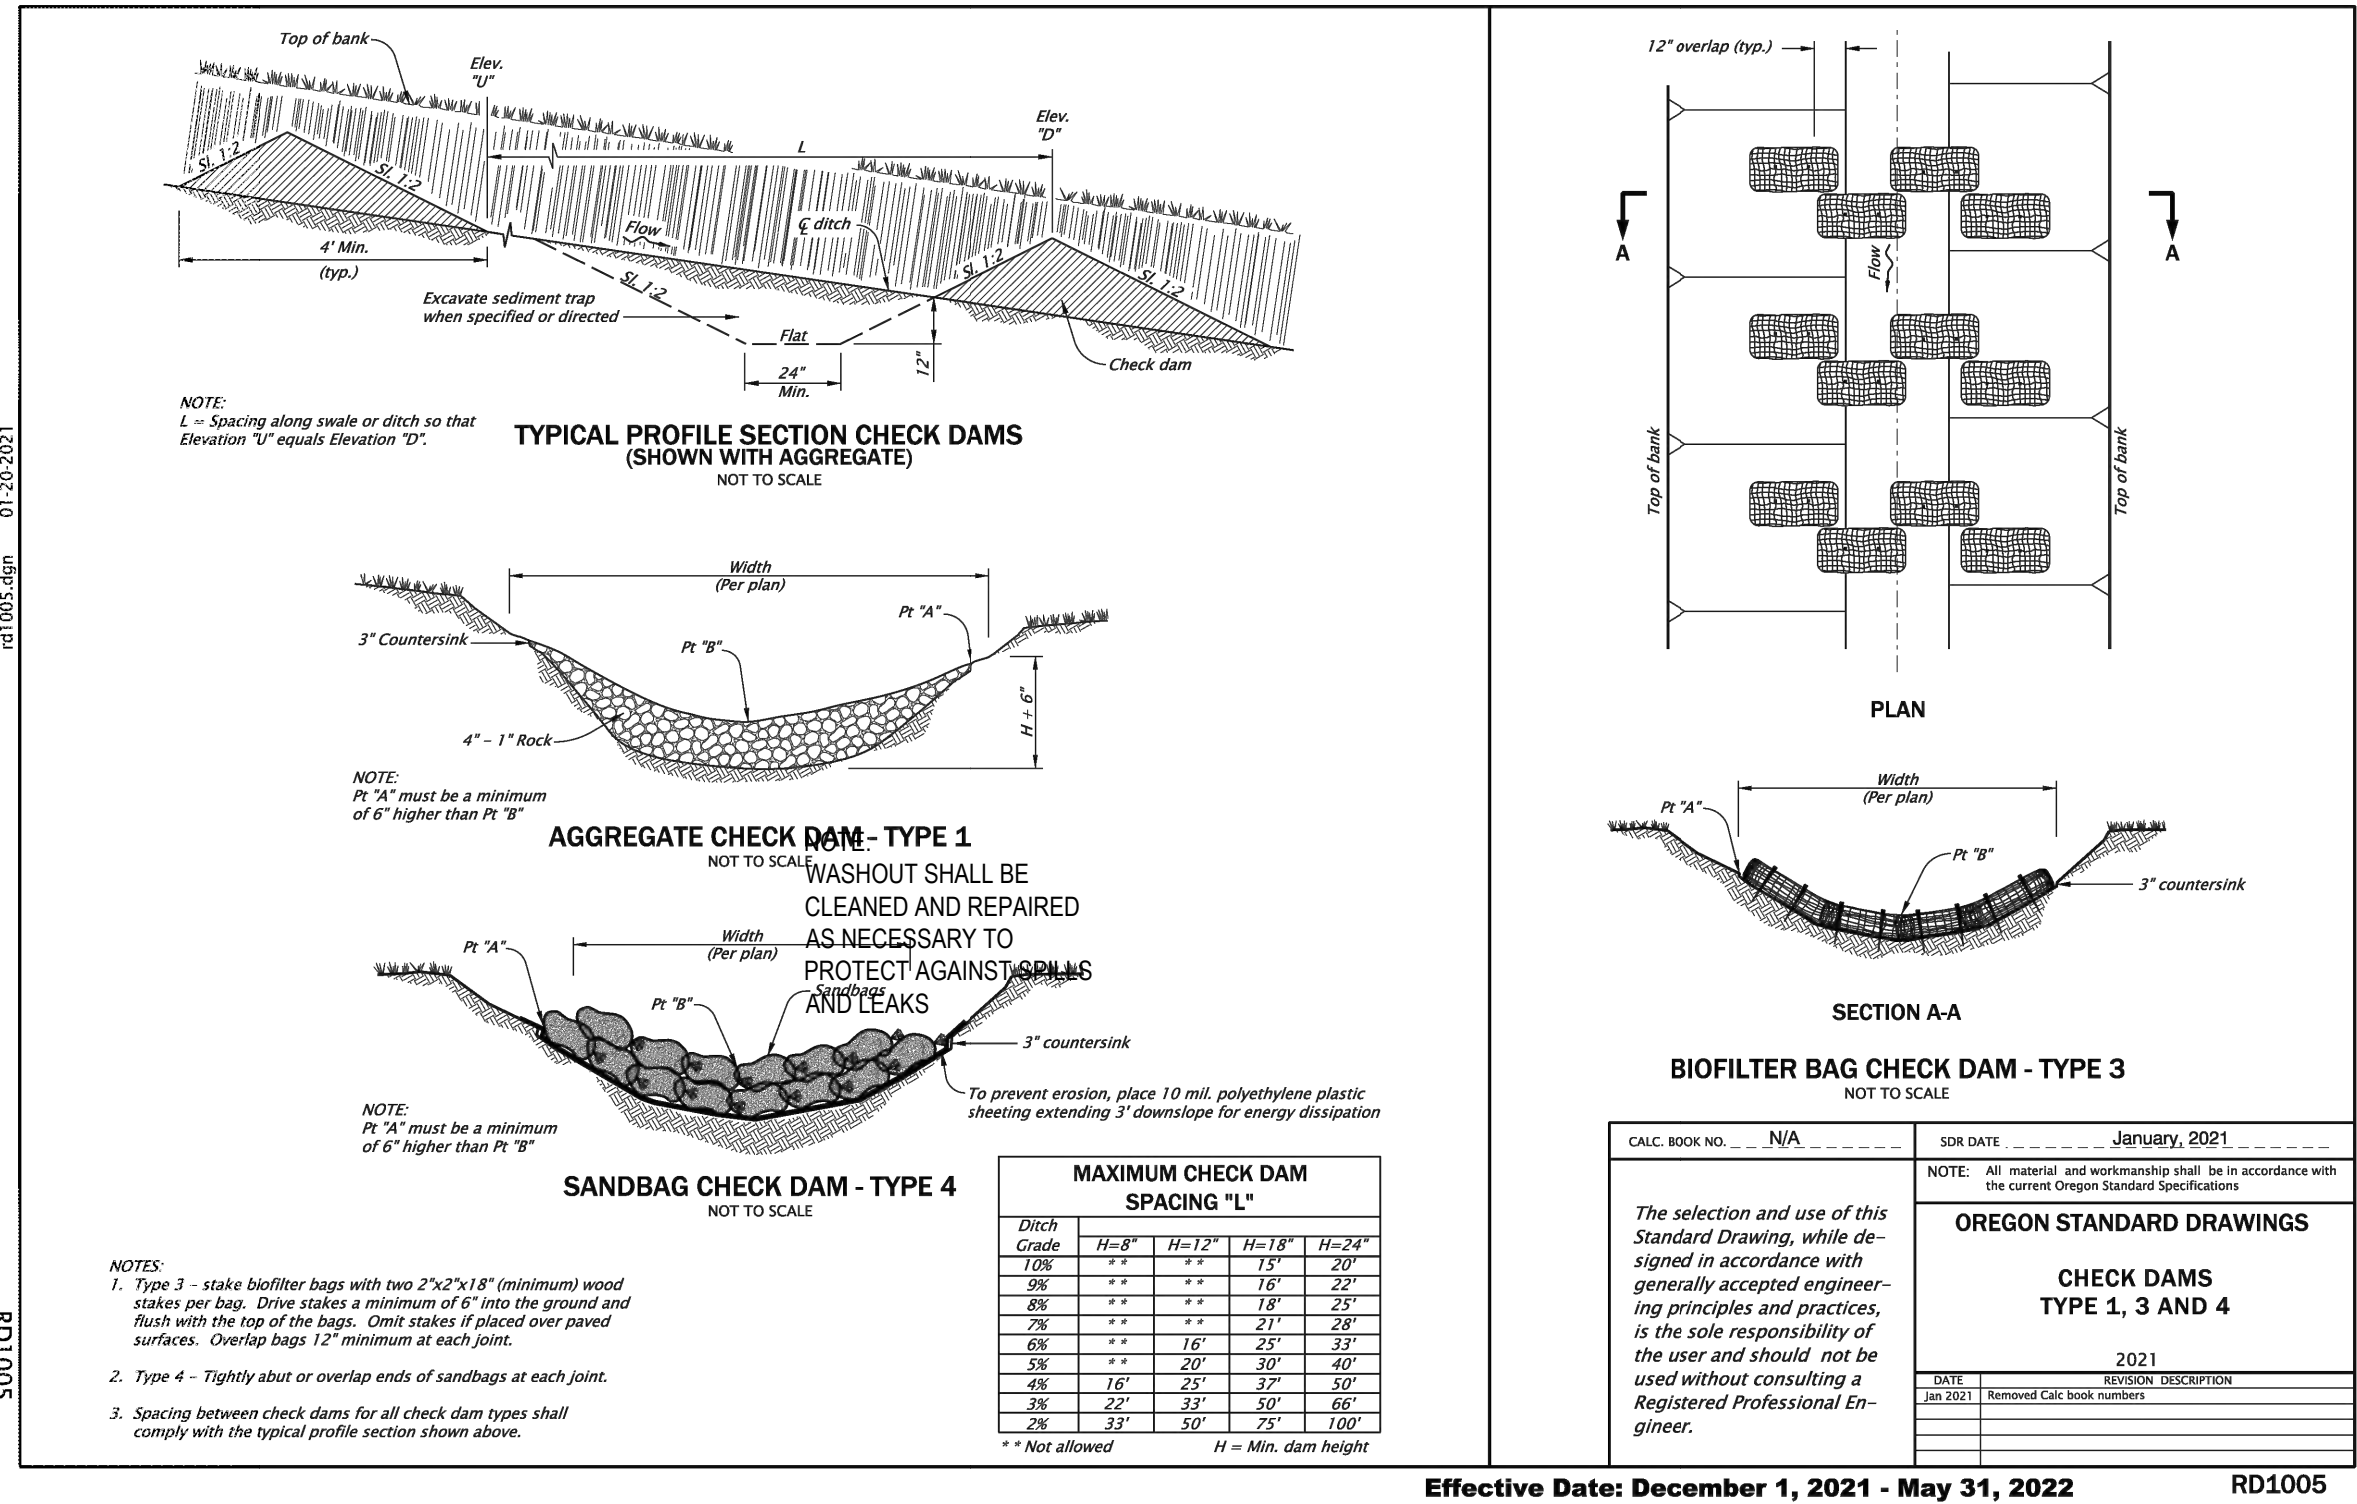 Top of bank
Elev.
"U"
Elev.
"D"
L
Sl. 1:2
Sl. 1:2
Flow
℄ ditch
Sl. 1:2
Sl. 1:2
4' Min.
(typ.)
Sl. 1:2
Excavate sediment trap
when specified or directed
Flat
12"
24"
Min.
Check dam
NOTE:
L = Spacing along swale or ditch so that
Elevation "U" equals Elevation "D".
TYPICAL PROFILE SECTION CHECK DAMS
(SHOWN WITH AGGREGATE)
NOT TO SCALE
Width
(Per plan)
Pt "A"
3" Countersink
Pt "B"
H + 6"
4" – 1" Rock
NOTE:
Pt "A" must be a minimum
of 6" higher than Pt "B"
AGGREGATE CHECK DAM - TYPE 1
NOT TO SCALE
NOTE:
WASHOUT SHALL BE
CLEANED AND REPAIRED
AS NECESSARY TO
PROTECT AGAINST SPILLS
AND LEAKS
Width
(Per plan)
Pt "A"
Pt "B"
Sandbags
3" countersink
To prevent erosion, place 10 mil. polyethylene plastic
sheeting extending 3' downslope for energy dissipation
NOTE:
Pt "A" must be a minimum
of 6" higher than Pt "B"
SANDBAG CHECK DAM - TYPE 4
NOT TO SCALE
NOTES:
1. Type 3 – stake biofilter bags with two 2"x2"x18" (minimum) wood
stakes per bag. Drive stakes a minimum of 6" into the ground and
flush with the top of the bags. Omit stakes if placed over paved
surfaces. Overlap bags 12" minimum at each joint.
2. Type 4 – Tightly abut or overlap ends of sandbags at each joint.
3. Spacing between check dams for all check dam types shall
comply with the typical profile section shown above.
MAXIMUM CHECK DAM
SPACING "L"
Ditch
Grade H=8" H=12" H=18" H=24"
10% ** ** 15' 20'
9% ** ** 16' 22'
8% ** ** 18' 25'
7% ** ** 21' 28'
6% ** 16' 25' 33'
5% ** 20' 30' 40'
4% 16' 25' 37' 50'
3% 22' 33' 50' 66'
2% 33' 50' 75' 100'
** Not allowed H = Min. dam height
12" overlap (typ.)
A
A
Flow
Top of bank
Top of bank
PLAN
Width
(Per plan)
Pt "A"
Pt "B"
3" countersink
SECTION A-A
BIOFILTER BAG CHECK DAM - TYPE 3
NOT TO SCALE
CALC. BOOK NO. N/A
SDR DATE January, 2021
NOTE: All material and workmanship shall be in accordance with
the current Oregon Standard Specifications
The selection and use of this
Standard Drawing, while de–
signed in accordance with
generally accepted engineer–
ing principles and practices,
is the sole responsibility of
the user and should not be
used without consulting a
Registered Professional En–
gineer.
OREGON STANDARD DRAWINGS
CHECK DAMS
TYPE 1, 3 AND 4
2021
DATE REVISION DESCRIPTION
Jan 2021 Removed Calc book numbers
Effective Date: December 1, 2021 - May 31, 2022
RD1005
rd1005.dgn 01-20-2021
RD1005